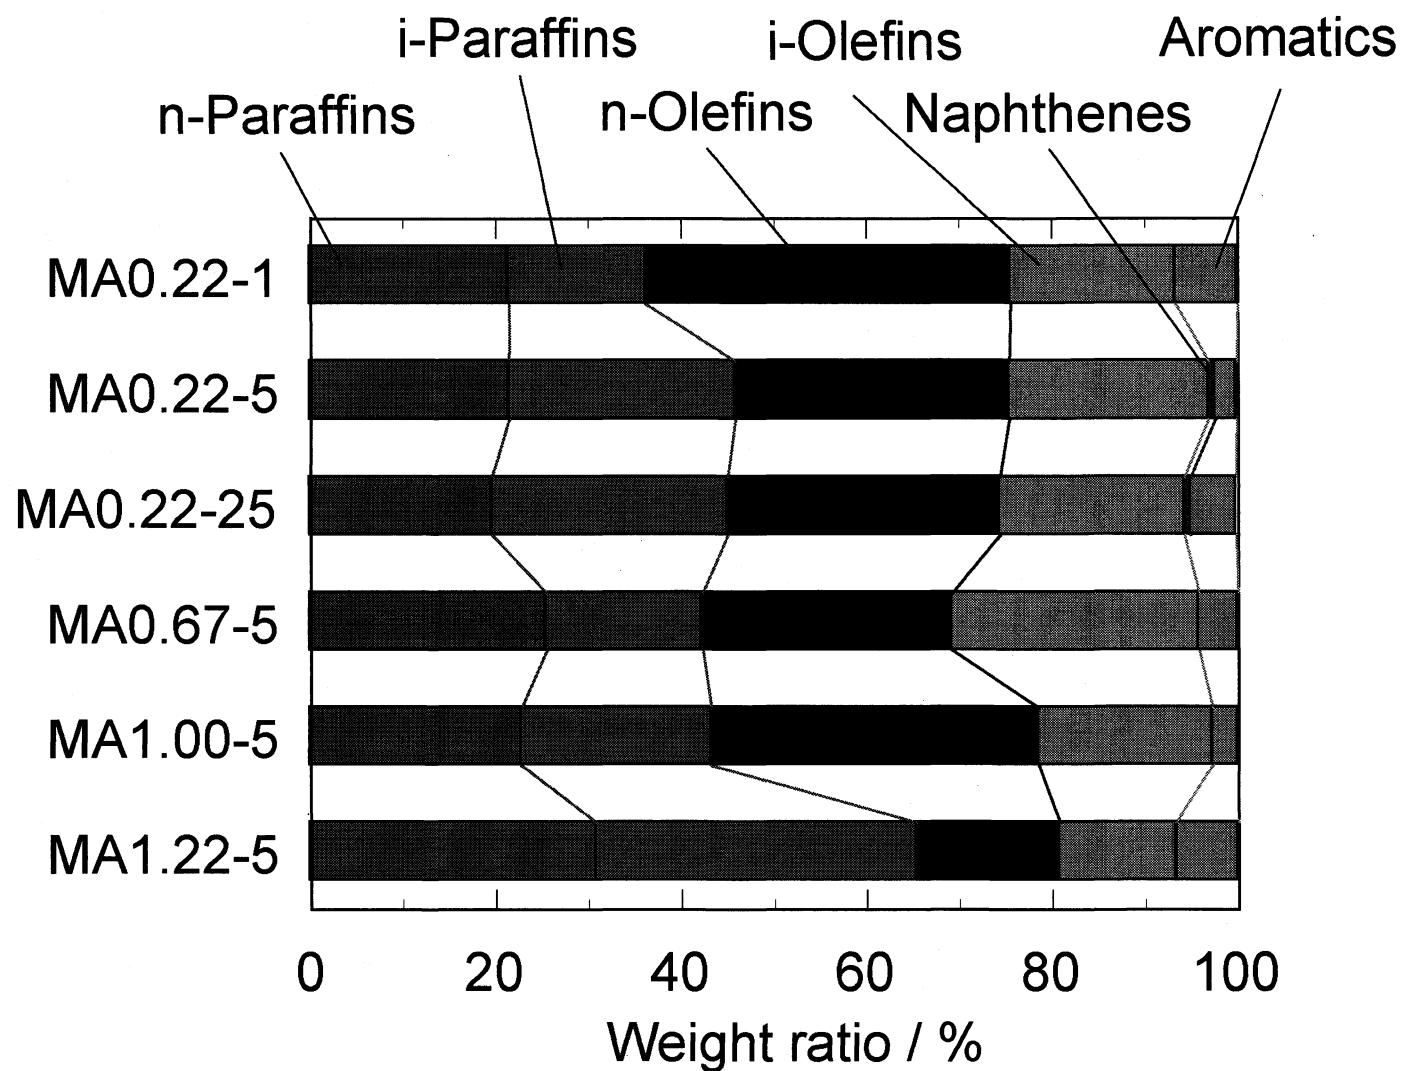 i-Paraffins
i-Olefins
Aromatics
n-Paraffins
n-Olefins
Naphthenes
MA0.22-1
MA0.22-5
MA0.22-25
MA0.67-5
MA1.00-5
MA1.22-5
0 20 40 60 80 100
Weight ratio / %